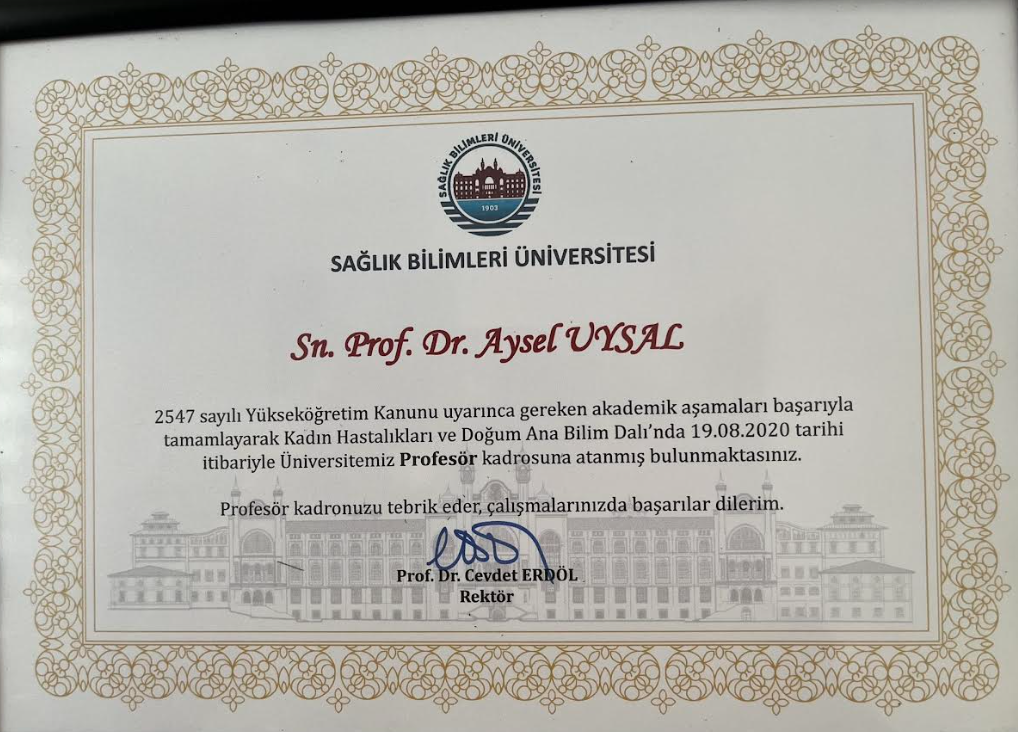 SAĞLIK BİLİMLERİ ÜNİVERSİTESİ
1903
SAĞLIK BİLİMLERİ ÜNİVERSİTESİ
Sn. Prof. Dr. Aysel UYSAL
2547 sayılı Yükseköğretim Kanunu uyarınca gereken akademik aşamaları başarıyla
tamamlayarak Kadın Hastalıkları ve Doğum Ana Bilim Dalı’nda 19.08.2020 tarihi
itibariyle Üniversitemiz Profesör kadrosuna atanmış bulunmaktasınız.
Profesör kadronuzu tebrik eder, çalışmalarınızda başarılar dilerim.
Prof. Dr. Cevdet ERDÖL
Rektör